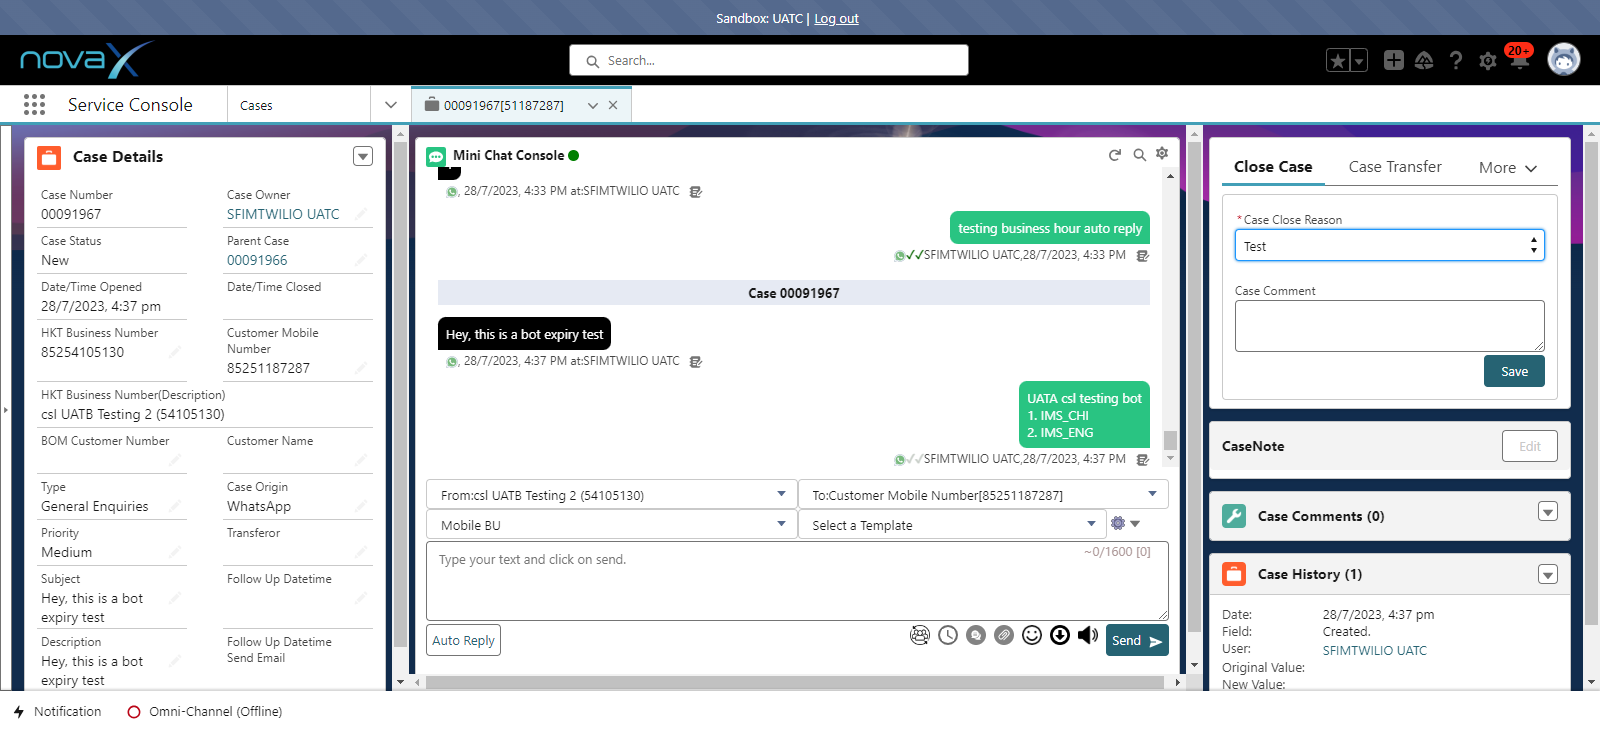 Sandbox: UATC | Log out
novaX
Search...
20+
Service Console
Cases
00091967[51187287]
Case Details
Case Number
00091967
Case Owner
SFIMTWILIO UATC
Case Status
New
Parent Case
00091966
Date/Time Opened
28/7/2023, 4:37 pm
Date/Time Closed
HKT Business Number
85254105130
Customer Mobile
Number
85251187287
HKT Business Number(Description)
csl UATB Testing 2 (54105130)
BOM Customer Number
Customer Name
Type
General Enquiries
Case Origin
WhatsApp
Priority
Medium
Transferor
Subject
Hey, this is a bot
expiry test
Follow Up Datetime
Description
Hey, this is a bot
expiry test
Follow Up Datetime
Send Email
Mini Chat Console
, 28/7/2023, 4:33 PM at:SFIMTWILIO UATC
testing business hour auto reply
SFIMTWILIO UATC,28/7/2023, 4:33 PM
Case 00091967
Hey, this is a bot expiry test
, 28/7/2023, 4:37 PM at:SFIMTWILIO UATC
UATA csl testing bot
1. IMS_CHI
2. IMS_ENG
SFIMTWILIO UATC,28/7/2023, 4:37 PM
From:csl UATB Testing 2 (54105130)
To:Customer Mobile Number[85251187287]
Mobile BU
Select a Template
Type your text and click on send.
~0/1600 [0]
Auto Reply
Send
Close Case
Case Transfer
More
*Case Close Reason
Test
Case Comment
Save
CaseNote
Edit
Case Comments (0)
Case History (1)
Date: 28/7/2023, 4:37 pm
Field: Created.
User: SFIMTWILIO UATC
Original Value:
New Value:
Notification
Omni-Channel (Offline)